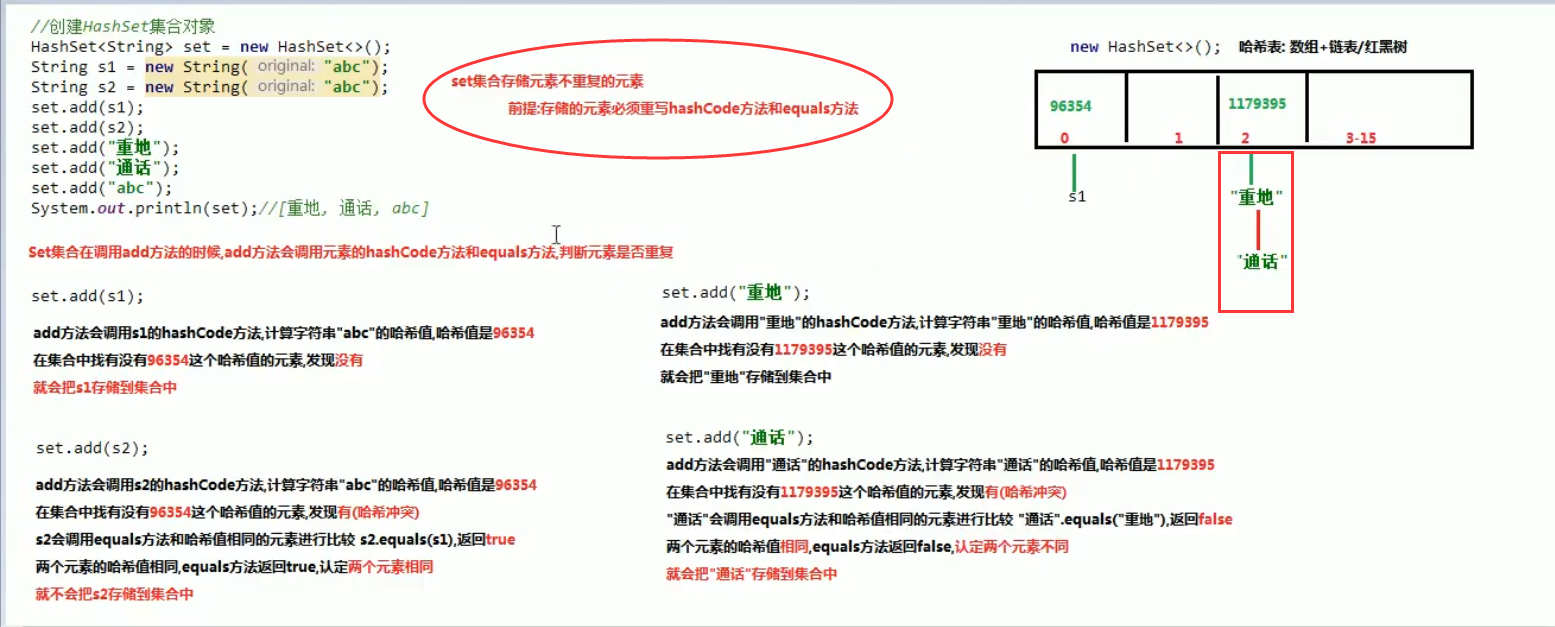 //创建HashSet集合对象
HashSet<String> set = new HashSet<>();
String s1 = new String( original: "abc");
String s2 = new String( original: "abc");
set.add(s1);
set.add(s2);
set.add("重地");
set.add("通话");
set.add("abc");
System.out.println(set);//[重地, 通话, abc]
set集合存储元素不重复的元素
前提:存储的元素必须重写hashCode方法和equals方法
new HashSet<>(); 哈希表: 数组+链表/红黑树
96354
1179395
0
1
2
3-15
s1
"重地"
"通话"
Set集合在调用add方法的时候,add方法会调用元素的hashCode方法和equals方法,判断元素是否重复
set.add(s1);
add方法会调用s1的hashCode方法,计算字符串"abc"的哈希值,哈希值是96354
在集合中找有没有96354这个哈希值的元素,发现没有
就会把s1存储到集合中
set.add(s2);
add方法会调用s2的hashCode方法,计算字符串"abc"的哈希值,哈希值是96354
在集合中找有没有96354这个哈希值的元素,发现有(哈希冲突)
s2会调用equals方法和哈希值相同的元素进行比较 s2.equals(s1),返回true
两个元素的哈希值相同,equals方法返回true,认定两个元素相同
就不会把s2存储到集合中
set.add("重地");
add方法会调用"重地"的hashCode方法,计算字符串"重地"的哈希值,哈希值是1179395
在集合中找有没有1179395这个哈希值的元素,发现没有
就会把"重地"存储到集合中
set.add("通话");
add方法会调用"通话"的hashCode方法,计算字符串"通话"的哈希值,哈希值是1179395
在集合中找有没有1179395这个哈希值的元素,发现有(哈希冲突)
"通话"会调用equals方法和哈希值相同的元素进行比较 "通话".equals("重地"),返回false
两个元素的哈希值相同,equals方法返回false,认定两个元素不同
就会把"通话"存储到集合中